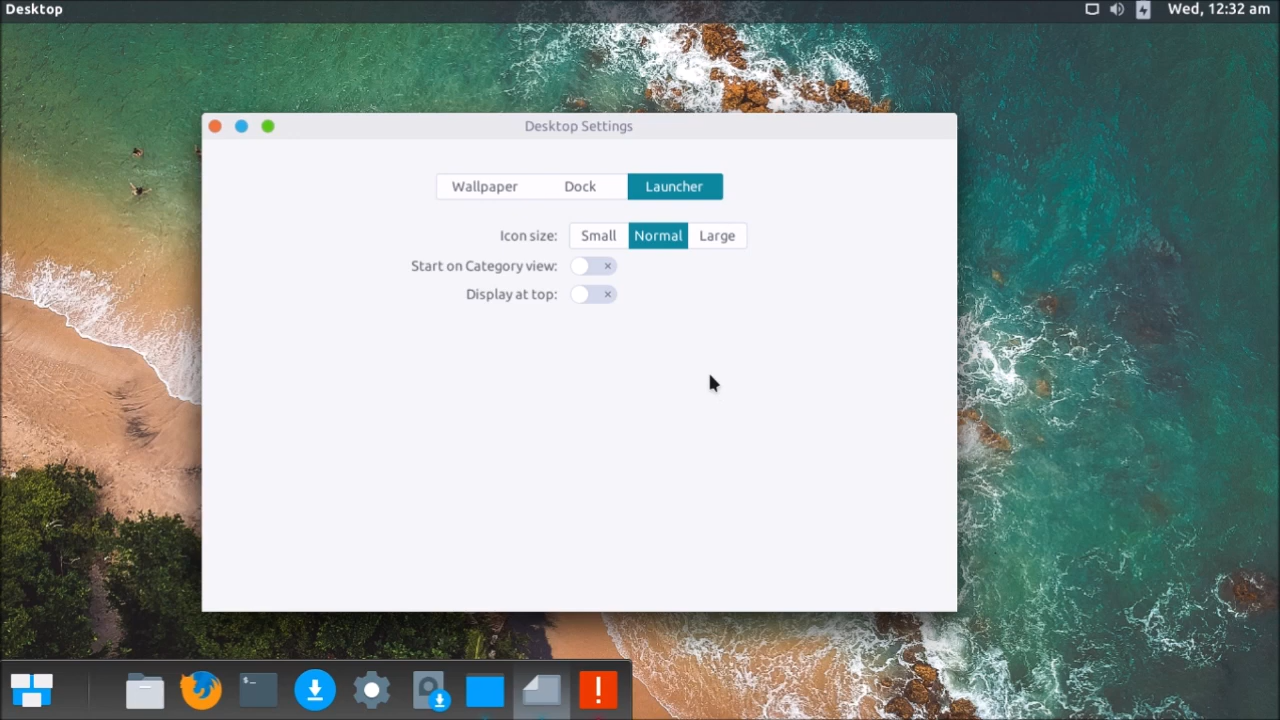 Desktop
Wed, 12:32 am
Desktop Settings
Wallpaper Dock Launcher
Icon size: Small Normal Large
Start on Category view:
Display at top:
$-
!